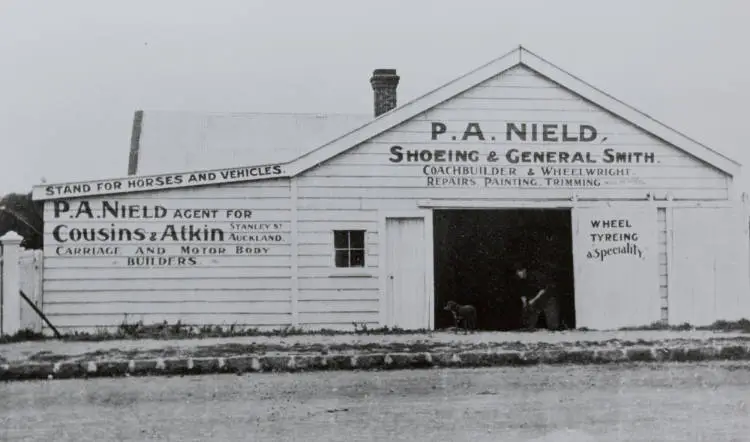 P.A. NIELD.
SHOEING & GENERAL SMITH.
COACHBUILDER & WHEELWRIGHT.
REPAIRS. PAINTING. TRIMMING
STAND FOR HORSES AND VEHICLES.
P.A. NIELD AGENT FOR
COUSINS & ATKIN STANLEY ST
AUCKLAND.
CARRIAGE AND MOTOR BODY
BUILDERS.
WHEEL
TYREING
a Speciality